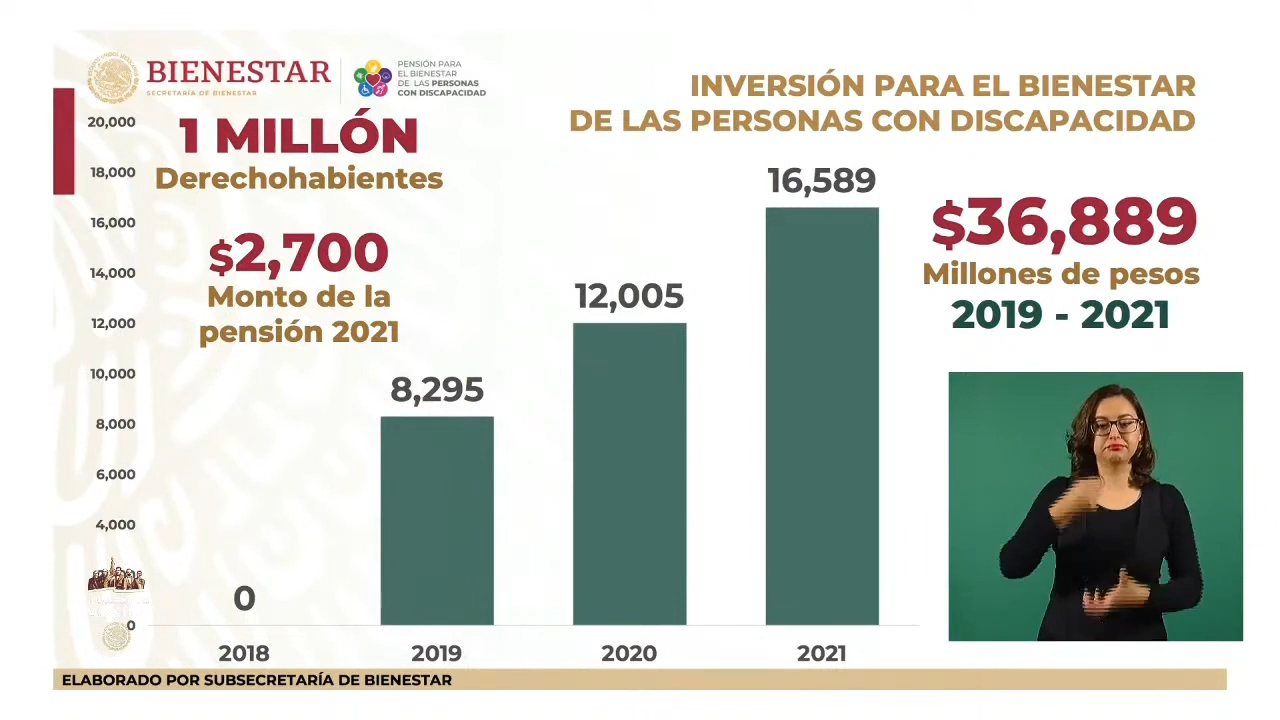 BIENESTAR
SECRETARÍA DE BIENESTAR
PENSIÓN PARA
EL BIENESTAR
DE LAS PERSONAS
CON DISCAPACIDAD
INVERSIÓN PARA EL BIENESTAR
DE LAS PERSONAS CON DISCAPACIDAD
1 MILLÓN
Derechohabientes
$2,700
Monto de la
pensión 2021
$36,889
Millones de pesos
2019 - 2021
20,000
18,000
16,000
14,000
12,000
10,000
8,000
6,000
4,000
0
0
8,295
12,005
16,589
2018
2019
2020
2021
ELABORADO POR SUBSECRETARÍA DE BIENESTAR